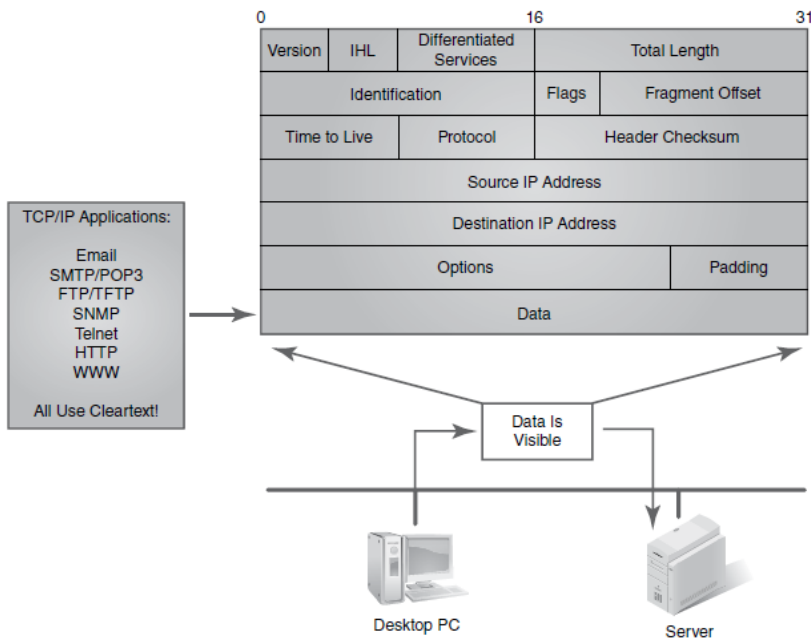 0 16 31
Version IHL Differentiated Services Total Length
Identification Flags Fragment Offset
Time to Live Protocol Header Checksum
Source IP Address
Destination IP Address
Options Padding
Data
TCP/IP Applications:
Email
SMTP/POP3
FTP/TFTP
SNMP
Telnet
HTTP
WWW
All Use Cleartext!
Data Is
Visible
Desktop PC
Server